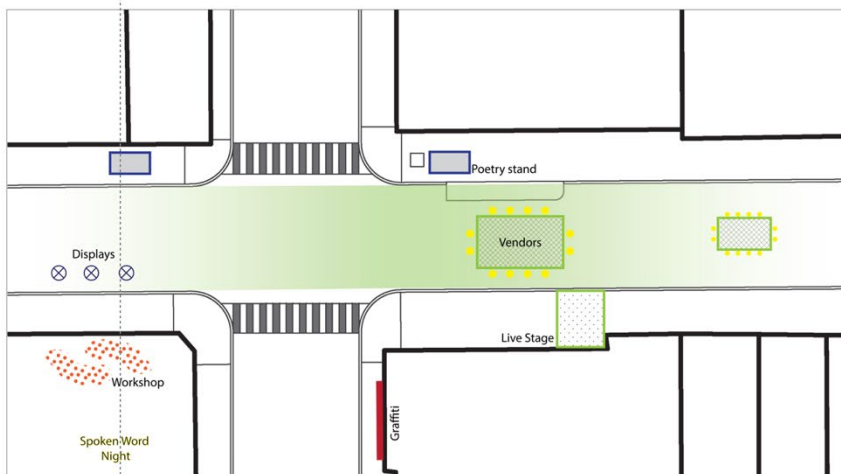 Poetry stand
Vendors
Displays
Live Stage
Workshop
Graffiti
Spoken Word
Night